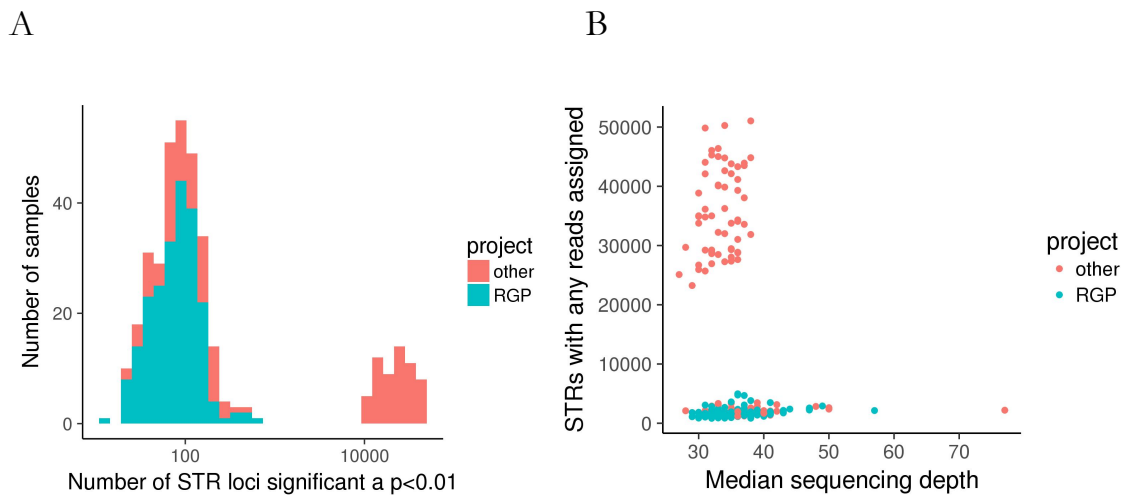 A
Number of samples
40
20
0
100
10000
Number of STR loci significant a p<0.01
project
other
RGP
B
STRs with any reads assigned
50000
40000
30000
20000
10000
0
30
40
50
60
70
Median sequencing depth
project
other
RGP